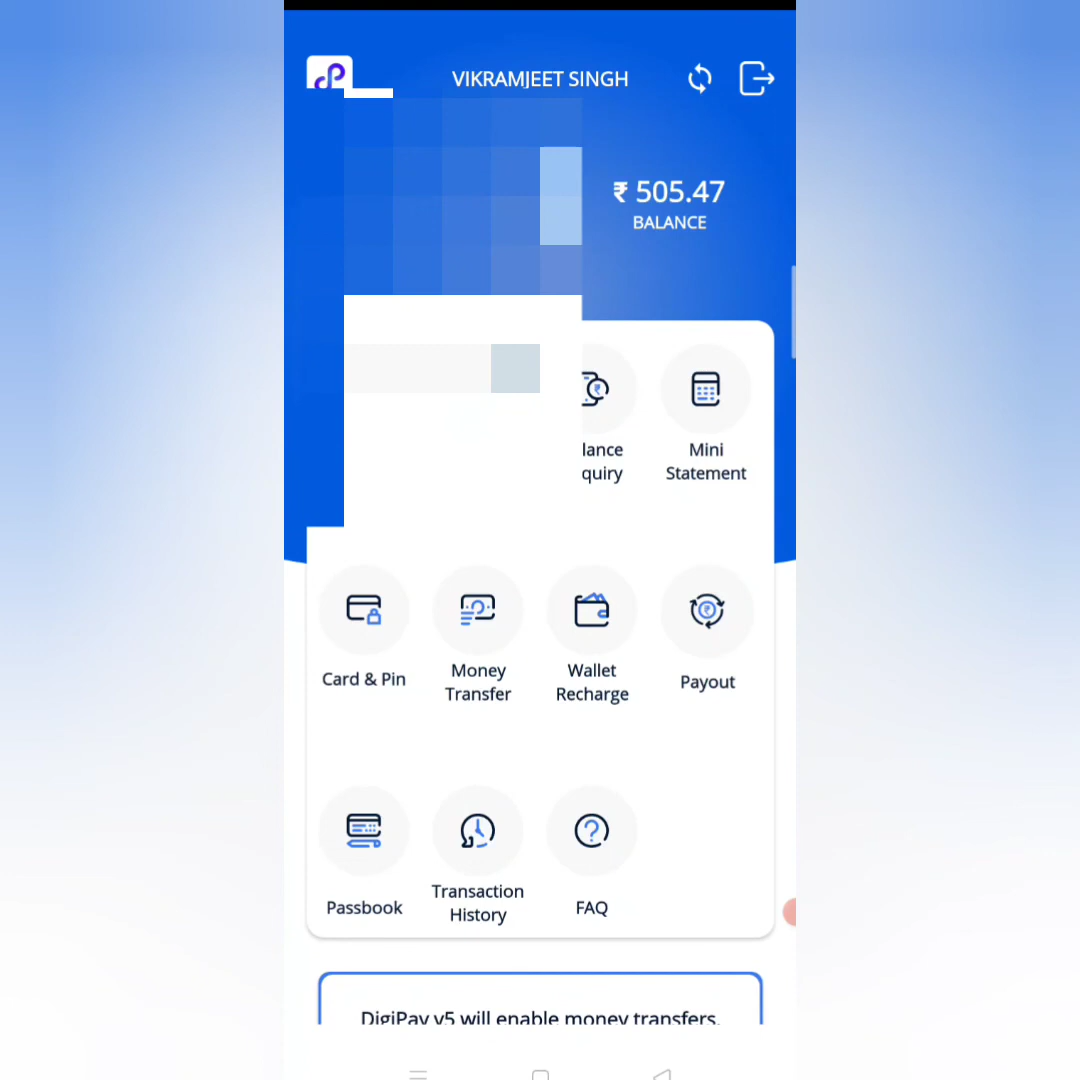 VIKRAMJEET SINGH
₹ 505.47
BALANCE
lance
quiry
Mini
Statement
Card & Pin
Money
Transfer
Wallet
Recharge
Payout
Passbook
Transaction
History
FAQ
DigiPay v5 will enable money transfers,